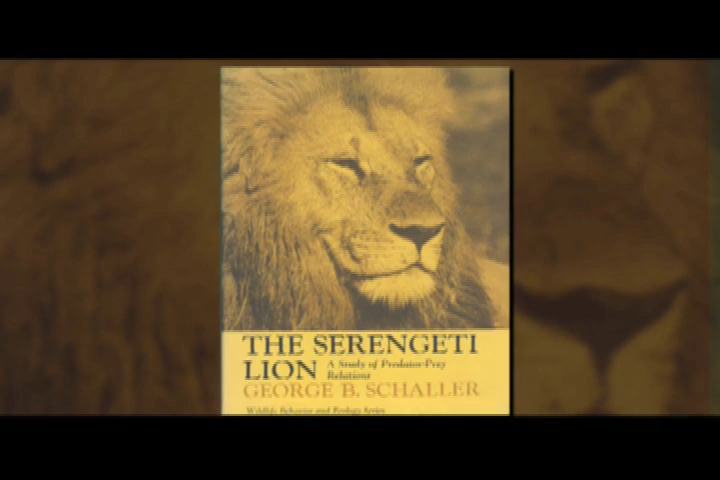 THE SERENGETI
LION A Study of Predator-Prey
Relations
GEORGE B. SCHALLER
Wildlife Behavior and Ecology Series